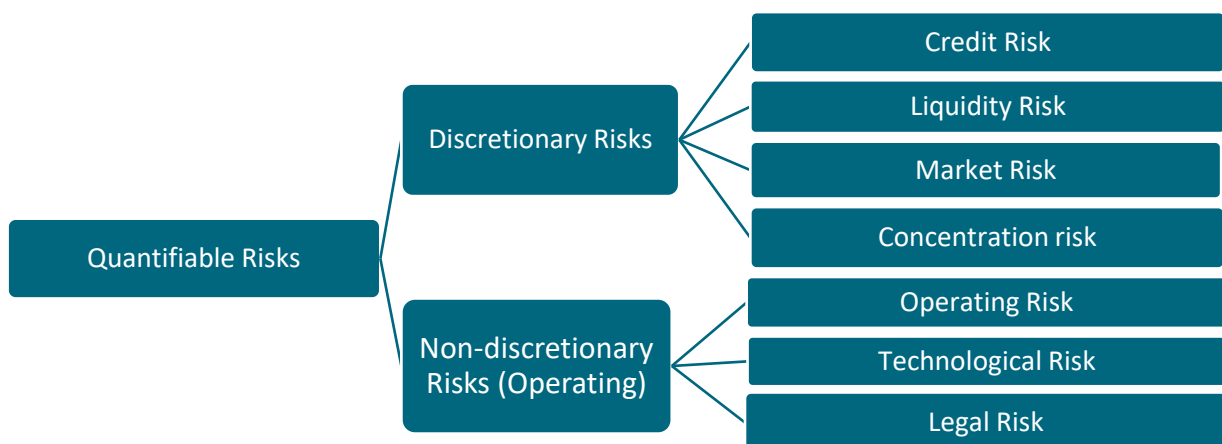 Quantifiable Risks
Discretionary Risks
Credit Risk
Liquidity Risk
Market Risk
Concentration risk
Non-discretionary
Risks (Operating)
Operating Risk
Technological Risk
Legal Risk